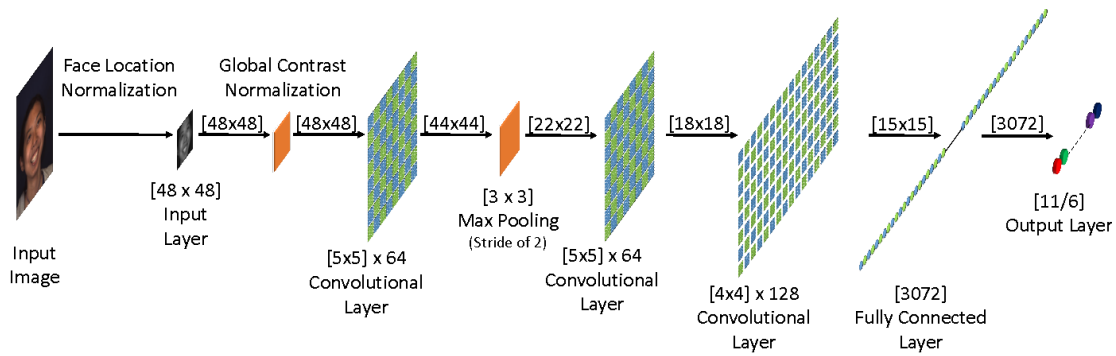 Face Location
Normalization
Global Contrast
Normalization
[48x48]
[48x48]
[44x44]
[22x22]
[18x18]
[15x15]
[3072]
Input
Image
[48 x 48]
Input
Layer
[5x5] x 64
Convolutional
Layer
[3 x 3]
Max Pooling
(Stride of 2)
[5x5] x 64
Convolutional
Layer
[4x4] x 128
Convolutional
Layer
[3072]
Fully Connected
Layer
[11/6]
Output Layer